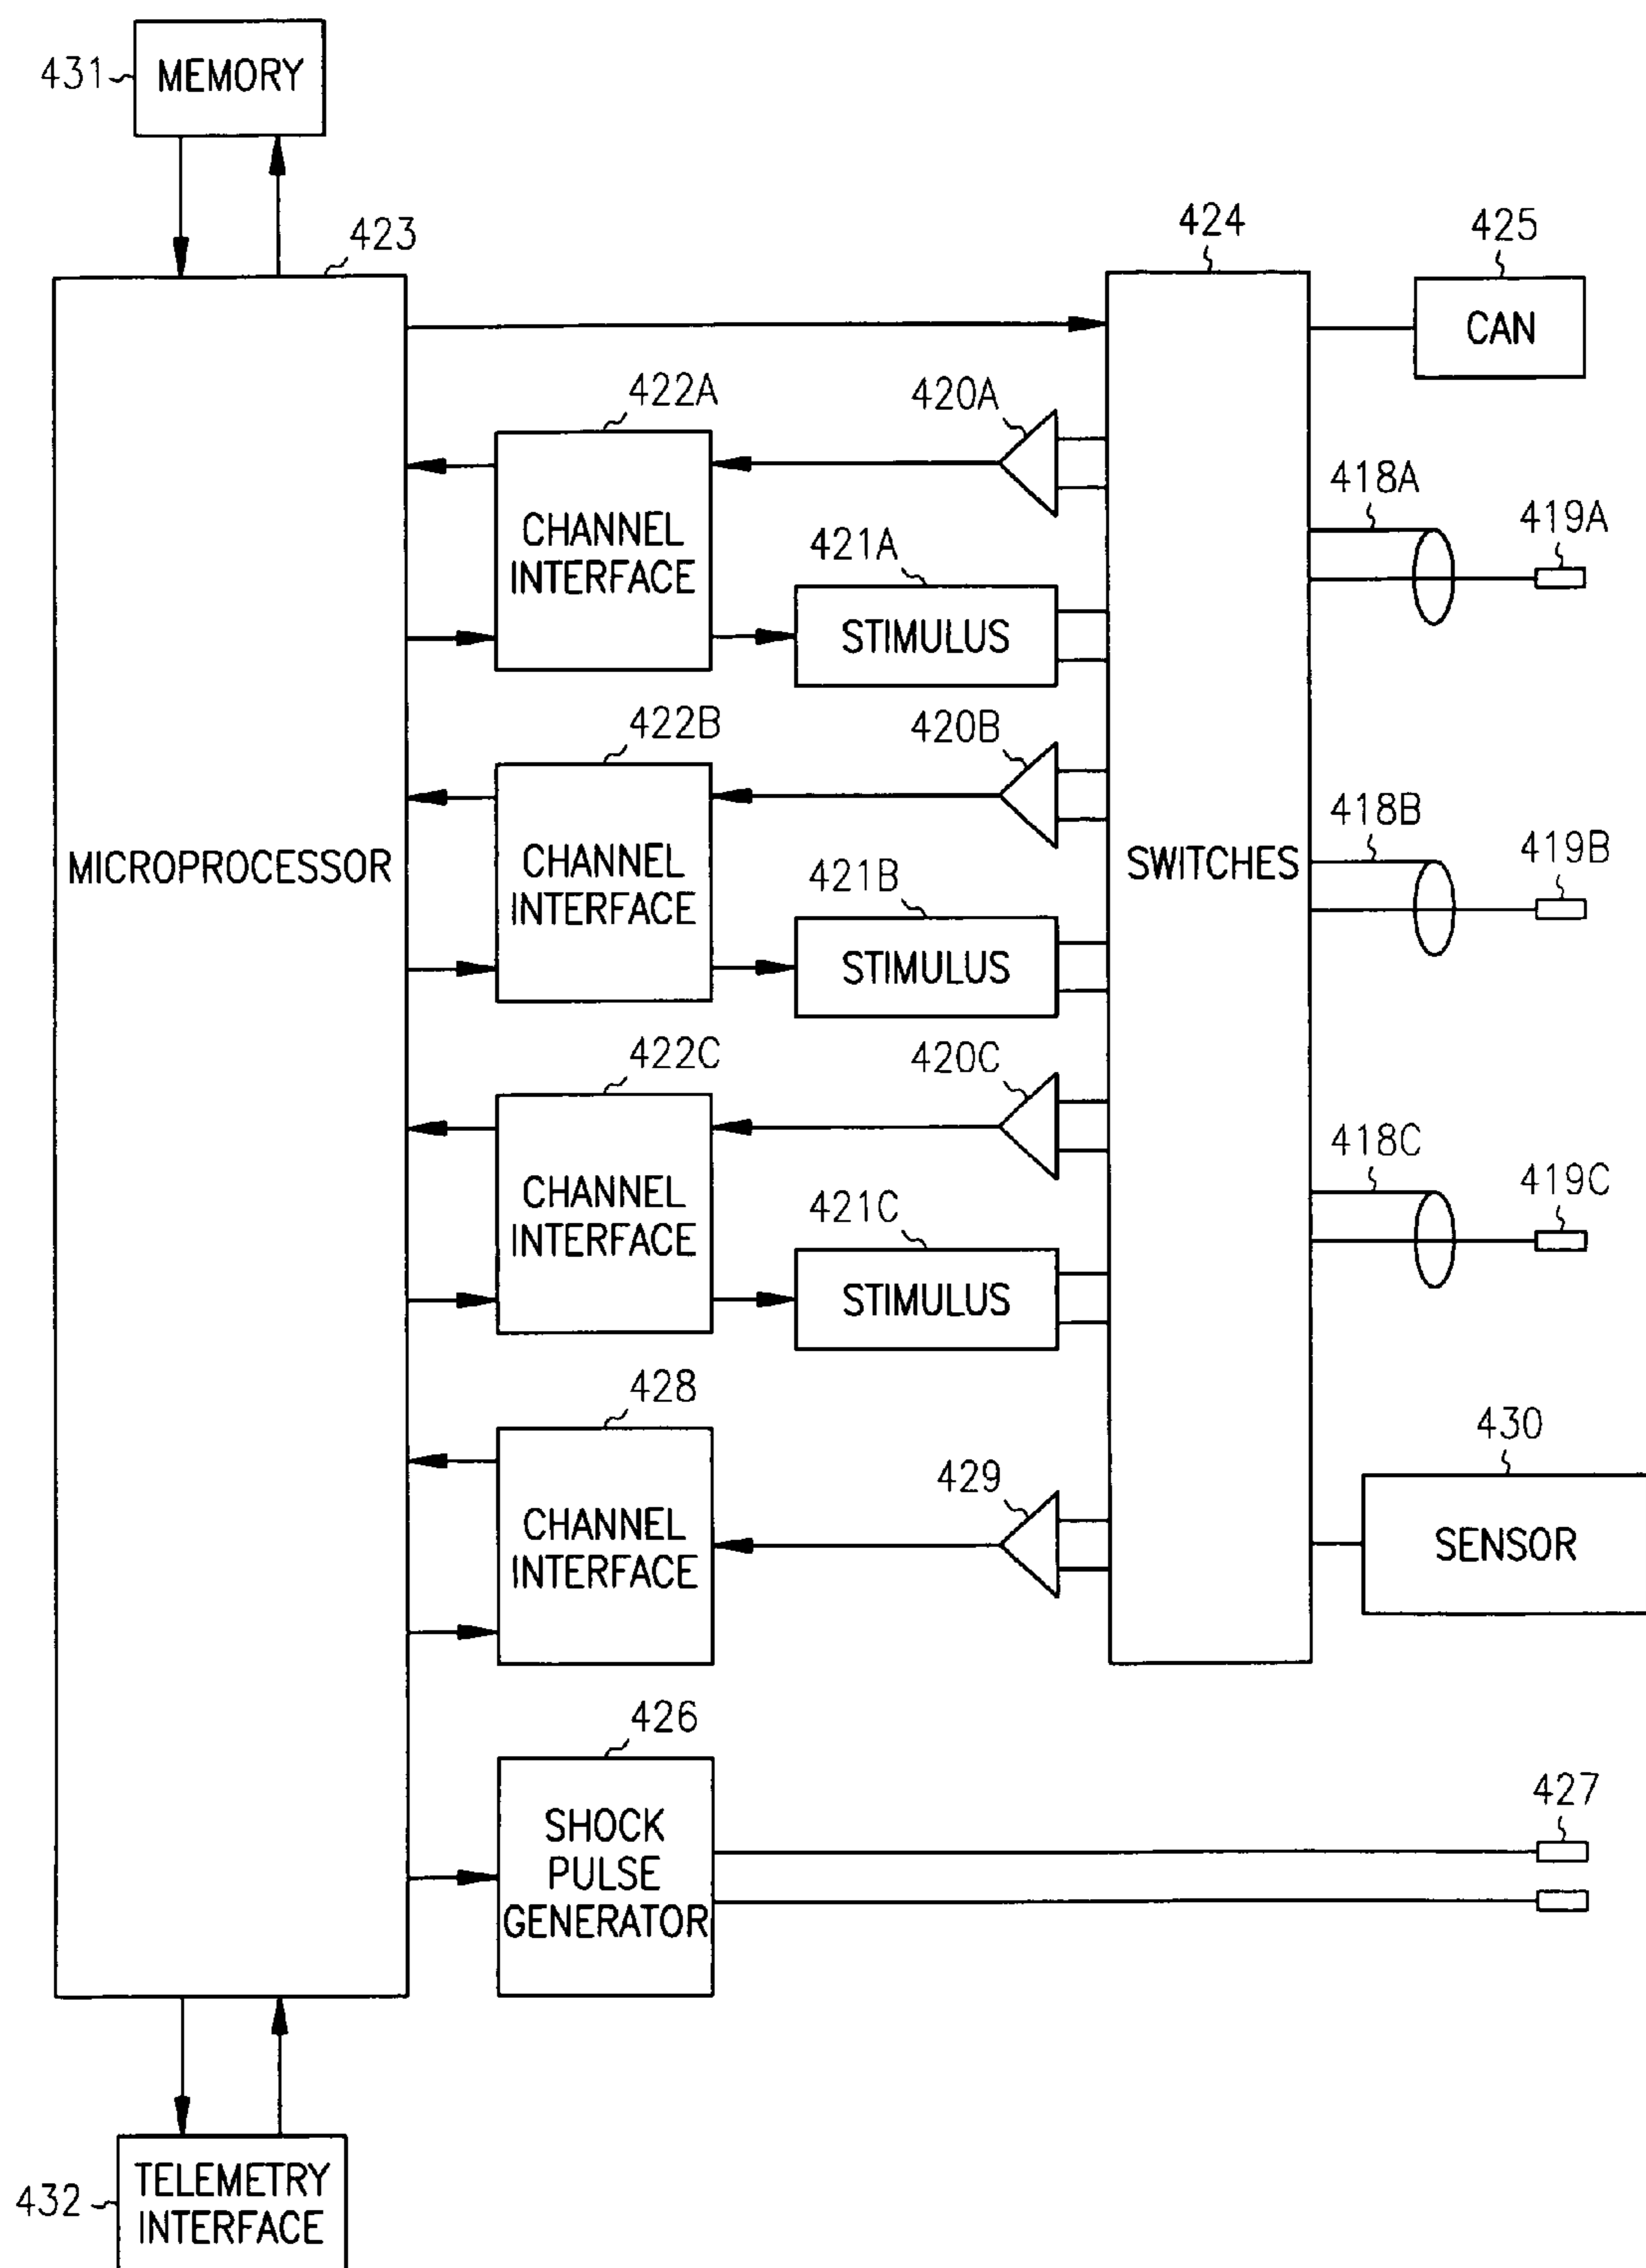 431
MEMORY
423
424
425
CAN
422A
420A
418A
419A
CHANNEL
INTERFACE
421A
STIMULUS
422B
420B
418B
419B
MICROPROCESSOR
CHANNEL
INTERFACE
421B
STIMULUS
SWITCHES
422C
420C
418C
419C
CHANNEL
INTERFACE
421C
STIMULUS
428
429
430
CHANNEL
INTERFACE
SENSOR
426
427
SHOCK
PULSE
GENERATOR
432
TELEMETRY
INTERFACE